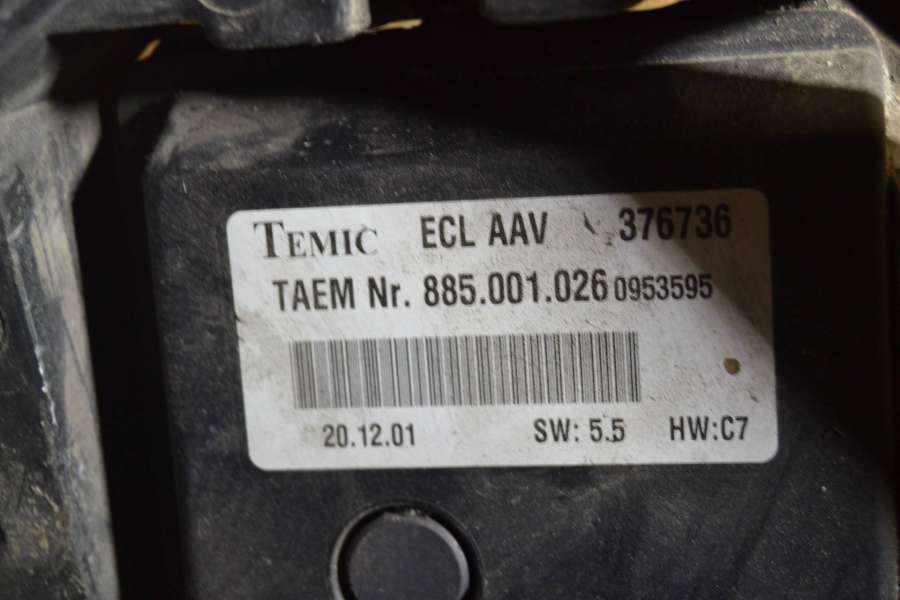 TEMIC ECL AAV 376736
TAEM Nr. 885.001.026 0953595
20.12.01 SW: 5.5 HW:C7